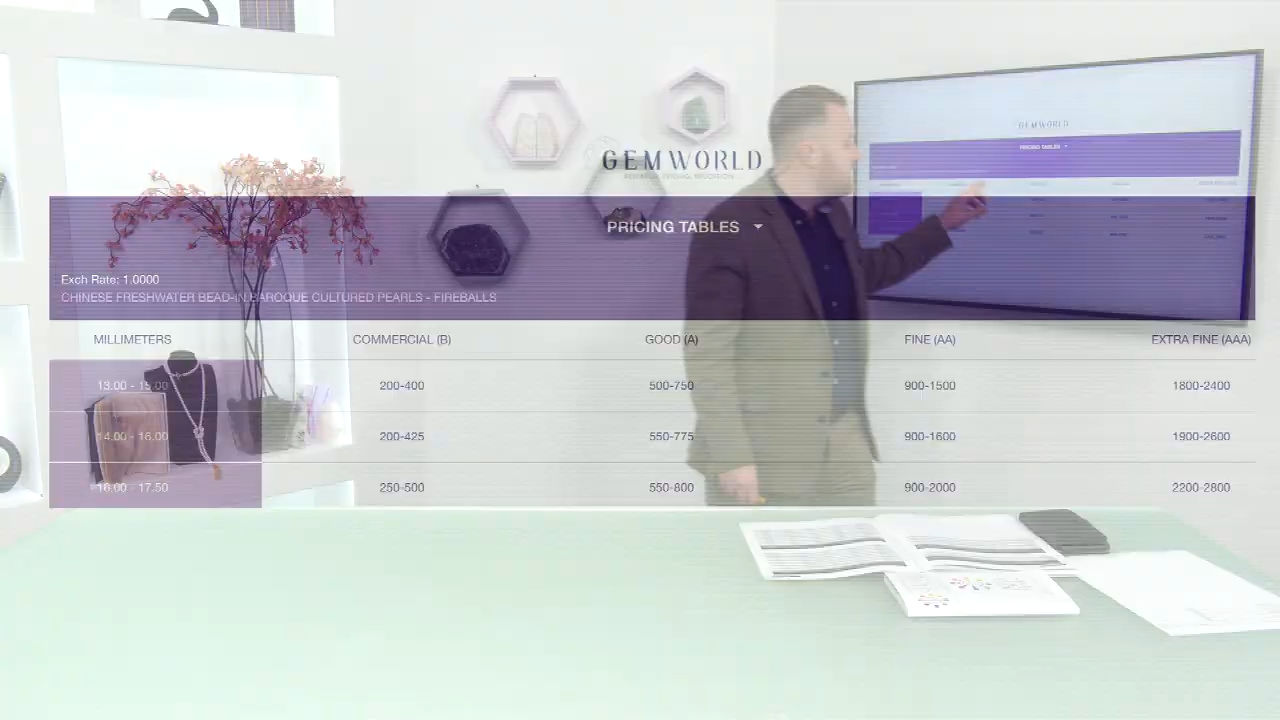 GEMWORLD
PRICING TABLES
GEMWORLD
PRICING TABLES
Exch Rate: 1.0000
CHINESE FRESHWATER BEAD-IN BAROQUE CULTURED PEARLS - FIREBALLS
MILLIMETERS COMMERCIAL (B) GOOD (A) FINE (AA) EXTRA FINE (AAA)
13.00 - 15.00 200-400 500-750 900-1500 1800-2400
14.00 - 16.00 200-425 550-775 900-1600 1900-2600
16.00 - 17.50 250-500 550-800 900-2000 2200-2800